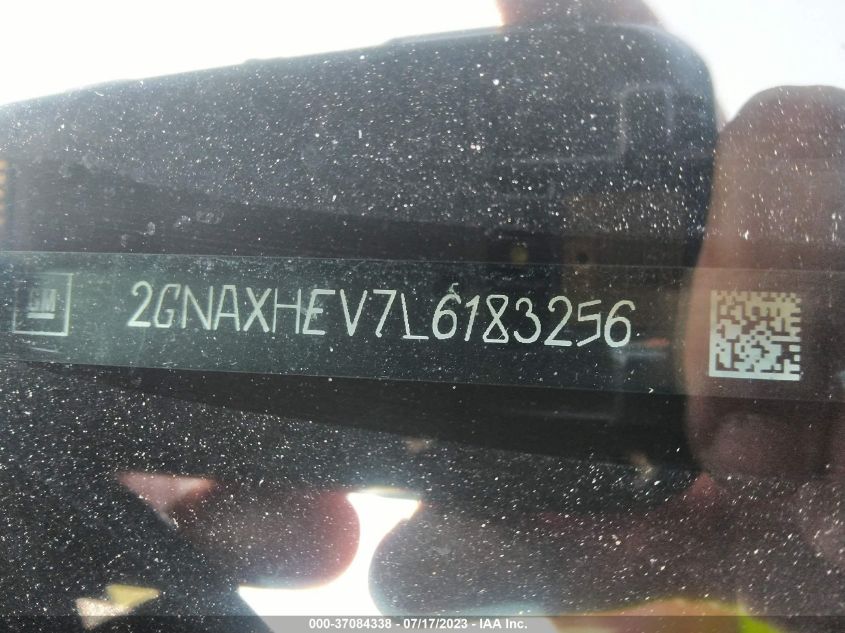 GM
2GNAXHEV7L6183256
000-37084338 - 07/17/2023 - IAA Inc.